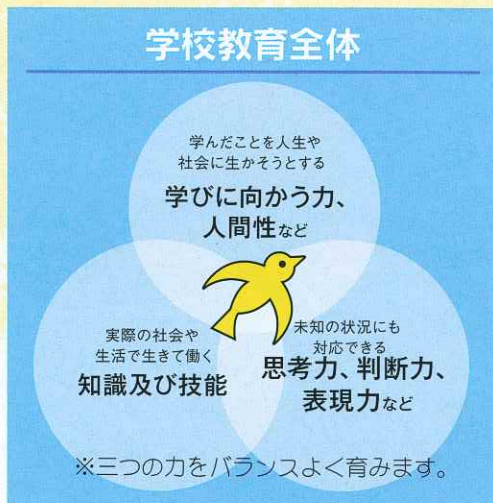 学校教育全体
学んだことを人生や
社会に生かそうとする
学びに向かう力、
人間性など
実際の社会や
生活で生きて働く
知識及び技能
未知の状況にも
対応できる
思考力、判断力、
表現力など
※三つの力をバランスよく育みます。